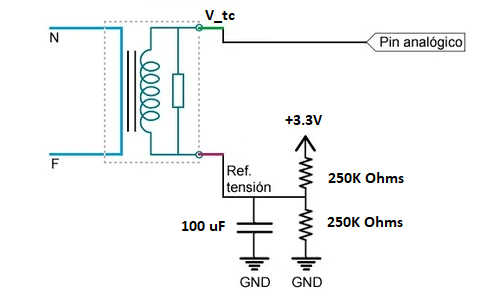 V_tc
N
Pin analógico
+3.3V
F
Ref.
tensión
250K Ohms
100 uF
250K Ohms
GND
GND